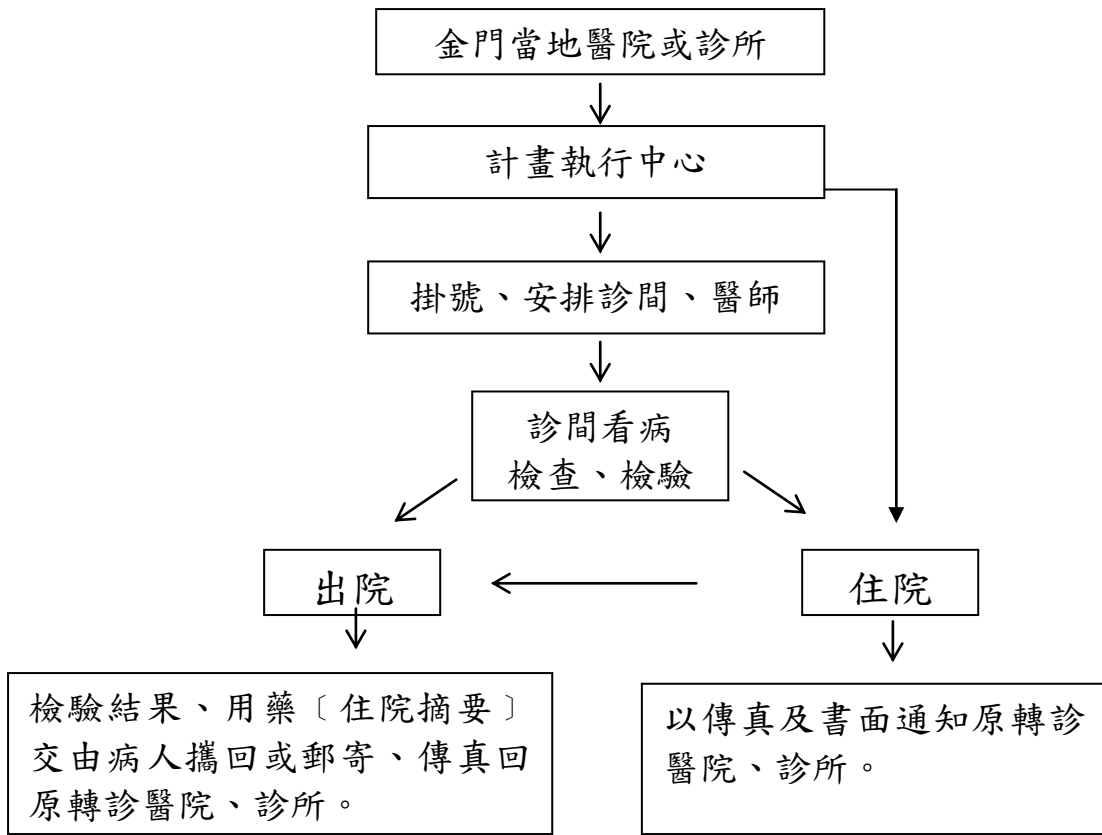 金門當地醫院或診所
計畫執行中心
掛號、安排診間、醫師
診間看病
檢查、檢驗
出院
住院
檢驗結果、用藥〔住院摘要〕
交由病人攜回或郵寄、傳真回
原轉診醫院、診所。
以傳真及書面通知原轉診
醫院、診所。